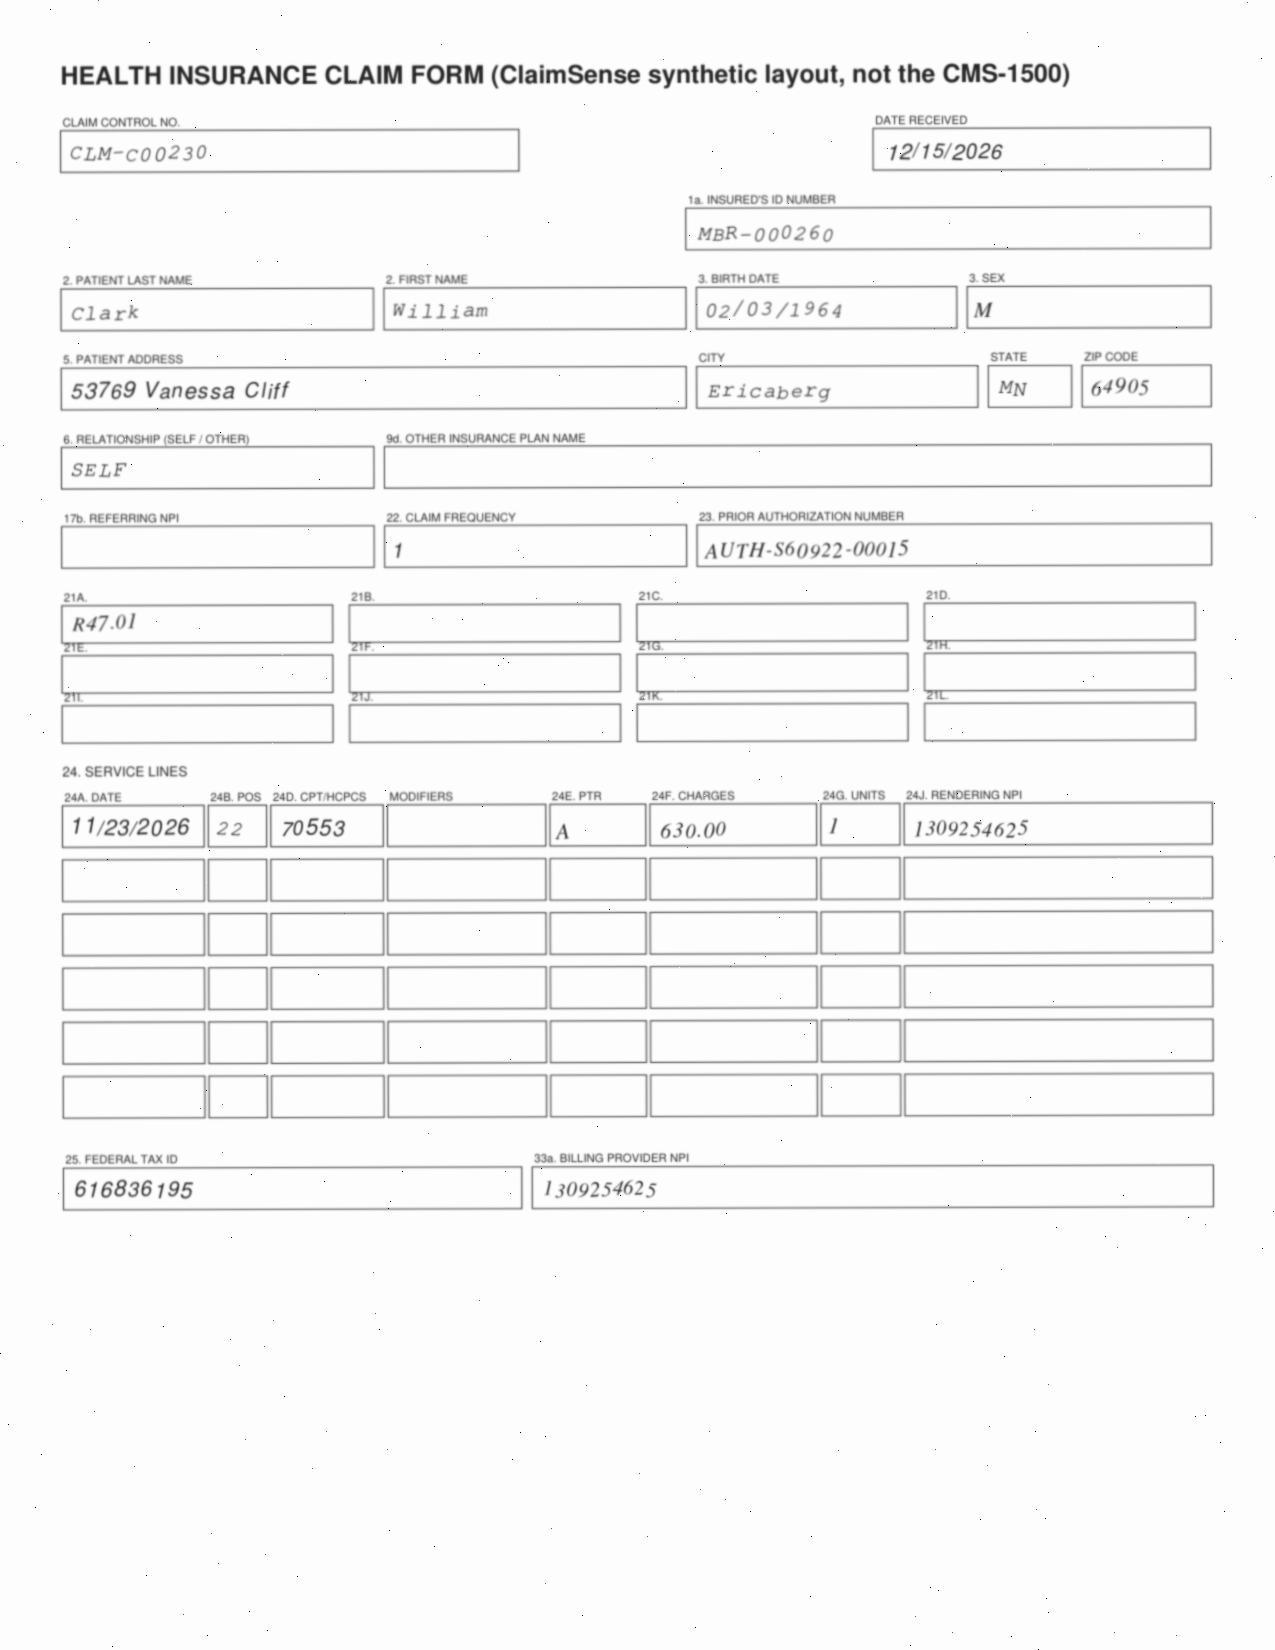 HEALTH INSURANCE CLAIM FORM (ClaimSense synthetic layout, not the CMS-1500)
CLAIM CONTROL NO. DATE RECEIVED
CLM-C00230 12/15/2026
1a. INSURED'S ID NUMBER
MBR-000260
2. PATIENT LAST NAME 2. FIRST NAME 3. BIRTH DATE 3. SEX
Clark William 02/03/1964 M
5. PATIENT ADDRESS CITY STATE ZIP CODE
53769 Vanessa Cliff Ericaberg MN 64905
6. RELATIONSHIP (SELF / OTHER) 9d. OTHER INSURANCE PLAN NAME
SELF
17b. REFERRING NPI 22. CLAIM FREQUENCY 23. PRIOR AUTHORIZATION NUMBER
1 AUTH-S60922-00015
21A. 21B. 21C. 21D.
R47.01
21E. 21F. 21G. 21H.
21I. 21J. 21K. 21L.
24. SERVICE LINES
24A. DATE 24B. POS 24D. CPT/HCPCS MODIFIERS 24E. PTR 24F. CHARGES 24G. UNITS 24J. RENDERING NPI
11/23/2026 22 70553 A 630.00 1 1309254625
25. FEDERAL TAX ID 33a. BILLING PROVIDER NPI
616836195 1309254625